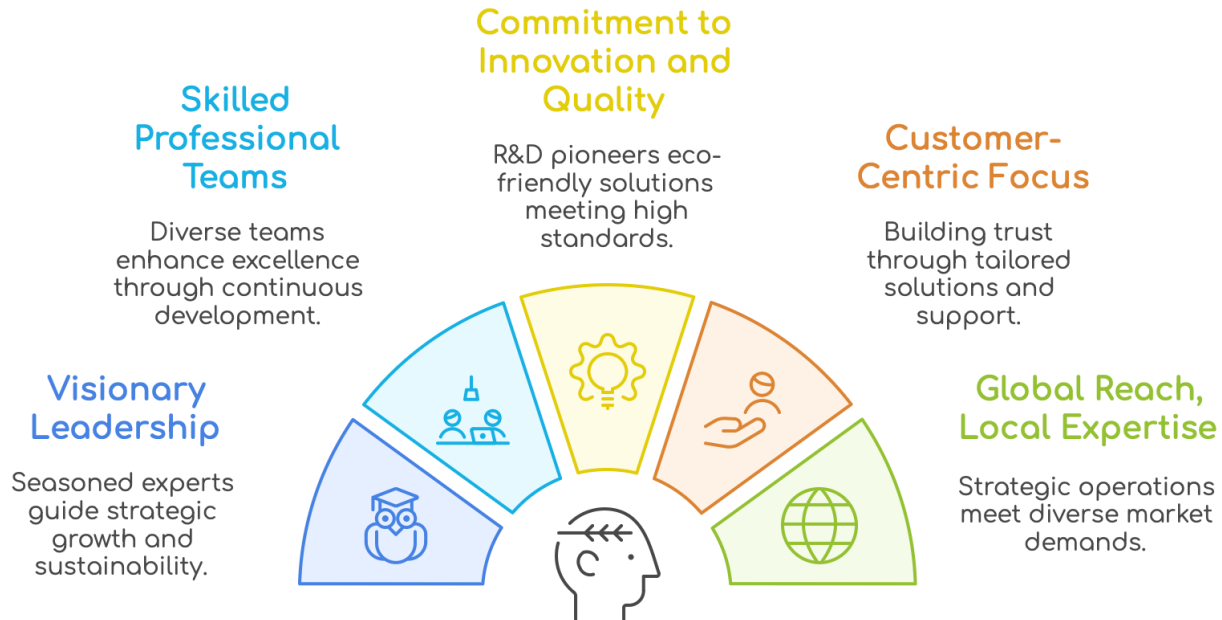 Visionary
Leadership
Seasoned experts
guide strategic
growth and
sustainability.
Skilled
Professional
Teams
Diverse teams
enhance excellence
through continuous
development.
Commitment to
Innovation and
Quality
R&D pioneers eco-
friendly solutions
meeting high
standards.
Customer-
Centric Focus
Building trust
through tailored
solutions and
support.
Global Reach,
Local Expertise
Strategic operations
meet diverse market
demands.